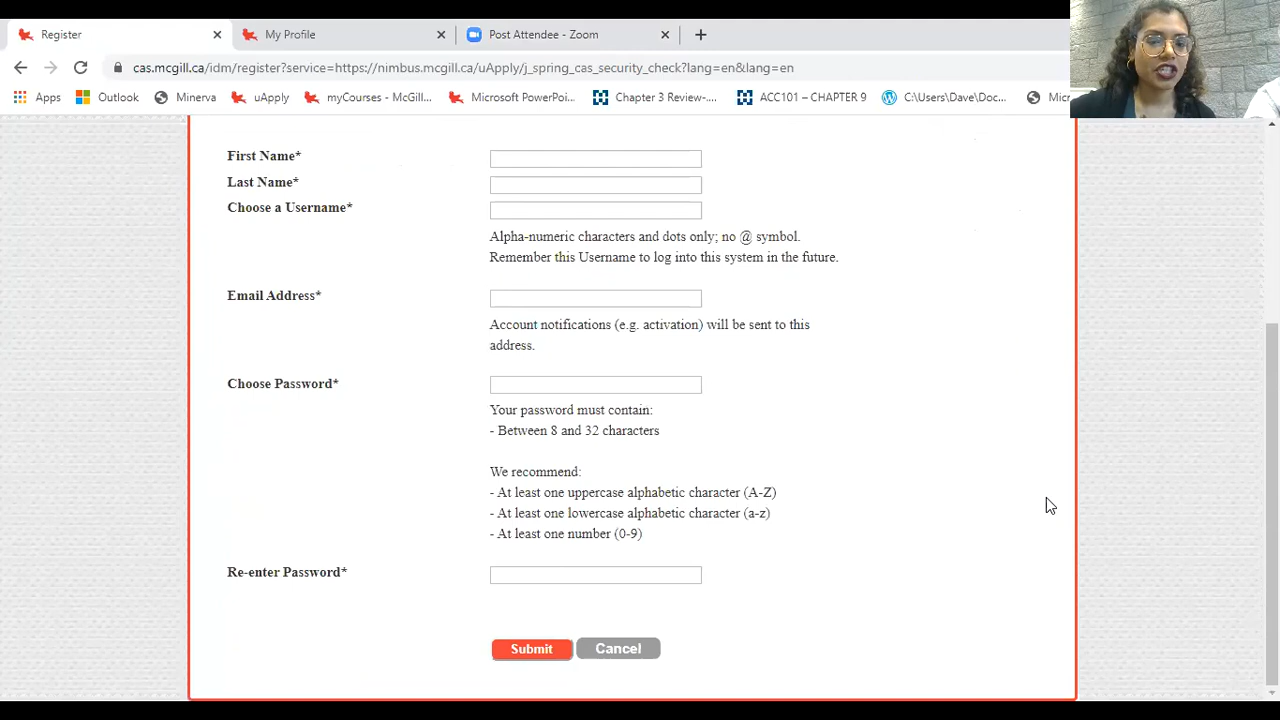 Register
My Profile
Post Attendee - Zoom
cas.mcgill.ca/idm/register?service=https://nimbus.mcgill.ca/uApply/j_spring_cas_security_check?lang=en&lang=en
Apps Outlook Minerva uApply myCourses - McGill... Microsoft PowerPoi... Chapter 3 Review-.... ACC101 – CHAPTER 9 C:\Users\Dave\Doc... Mic
First Name*
Last Name*
Choose a Username*
Alpha-numeric characters and dots only; no @ symbol.
Remember this Username to log into this system in the future.
Email Address*
Account notifications (e.g. activation) will be sent to this
address.
Choose Password*
Your password must contain:
- Between 8 and 32 characters
We recommend:
- At least one uppercase alphabetic character (A-Z)
- At least one lowercase alphabetic character (a-z)
- At least one number (0-9)
Re-enter Password*
Submit Cancel